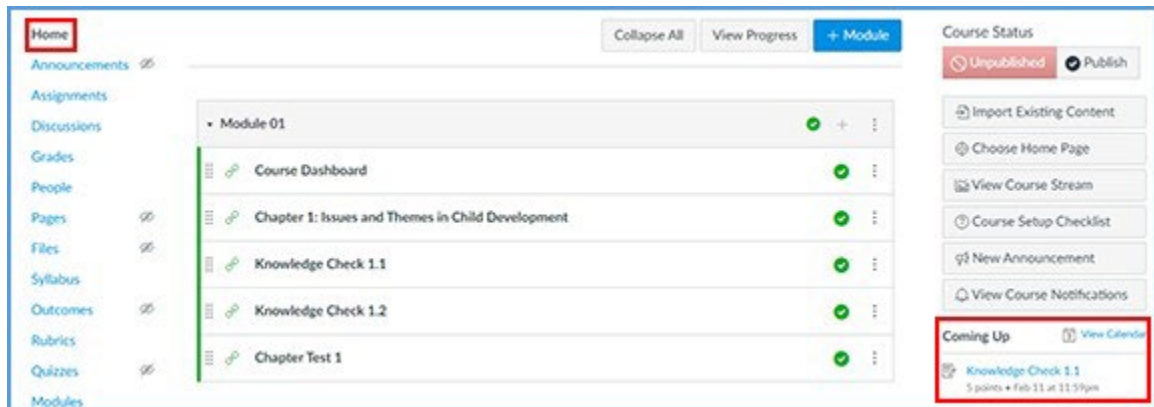 Home
Announcements
Assignments
Discussions
Grades
People
Pages
Files
Syllabus
Outcomes
Rubrics
Quizzes
Modules
Collapse All
View Progress
+ Module
Module 01
Course Dashboard
Chapter 1: Issues and Themes in Child Development
Knowledge Check 1.1
Knowledge Check 1.2
Chapter Test 1
Course Status
Unpublished
Publish
Import Existing Content
Choose Home Page
View Course Stream
Course Setup Checklist
New Announcement
View Course Notifications
Coming Up
View Calendar
Knowledge Check 1.1
5 points • Feb 11 at 11:59pm